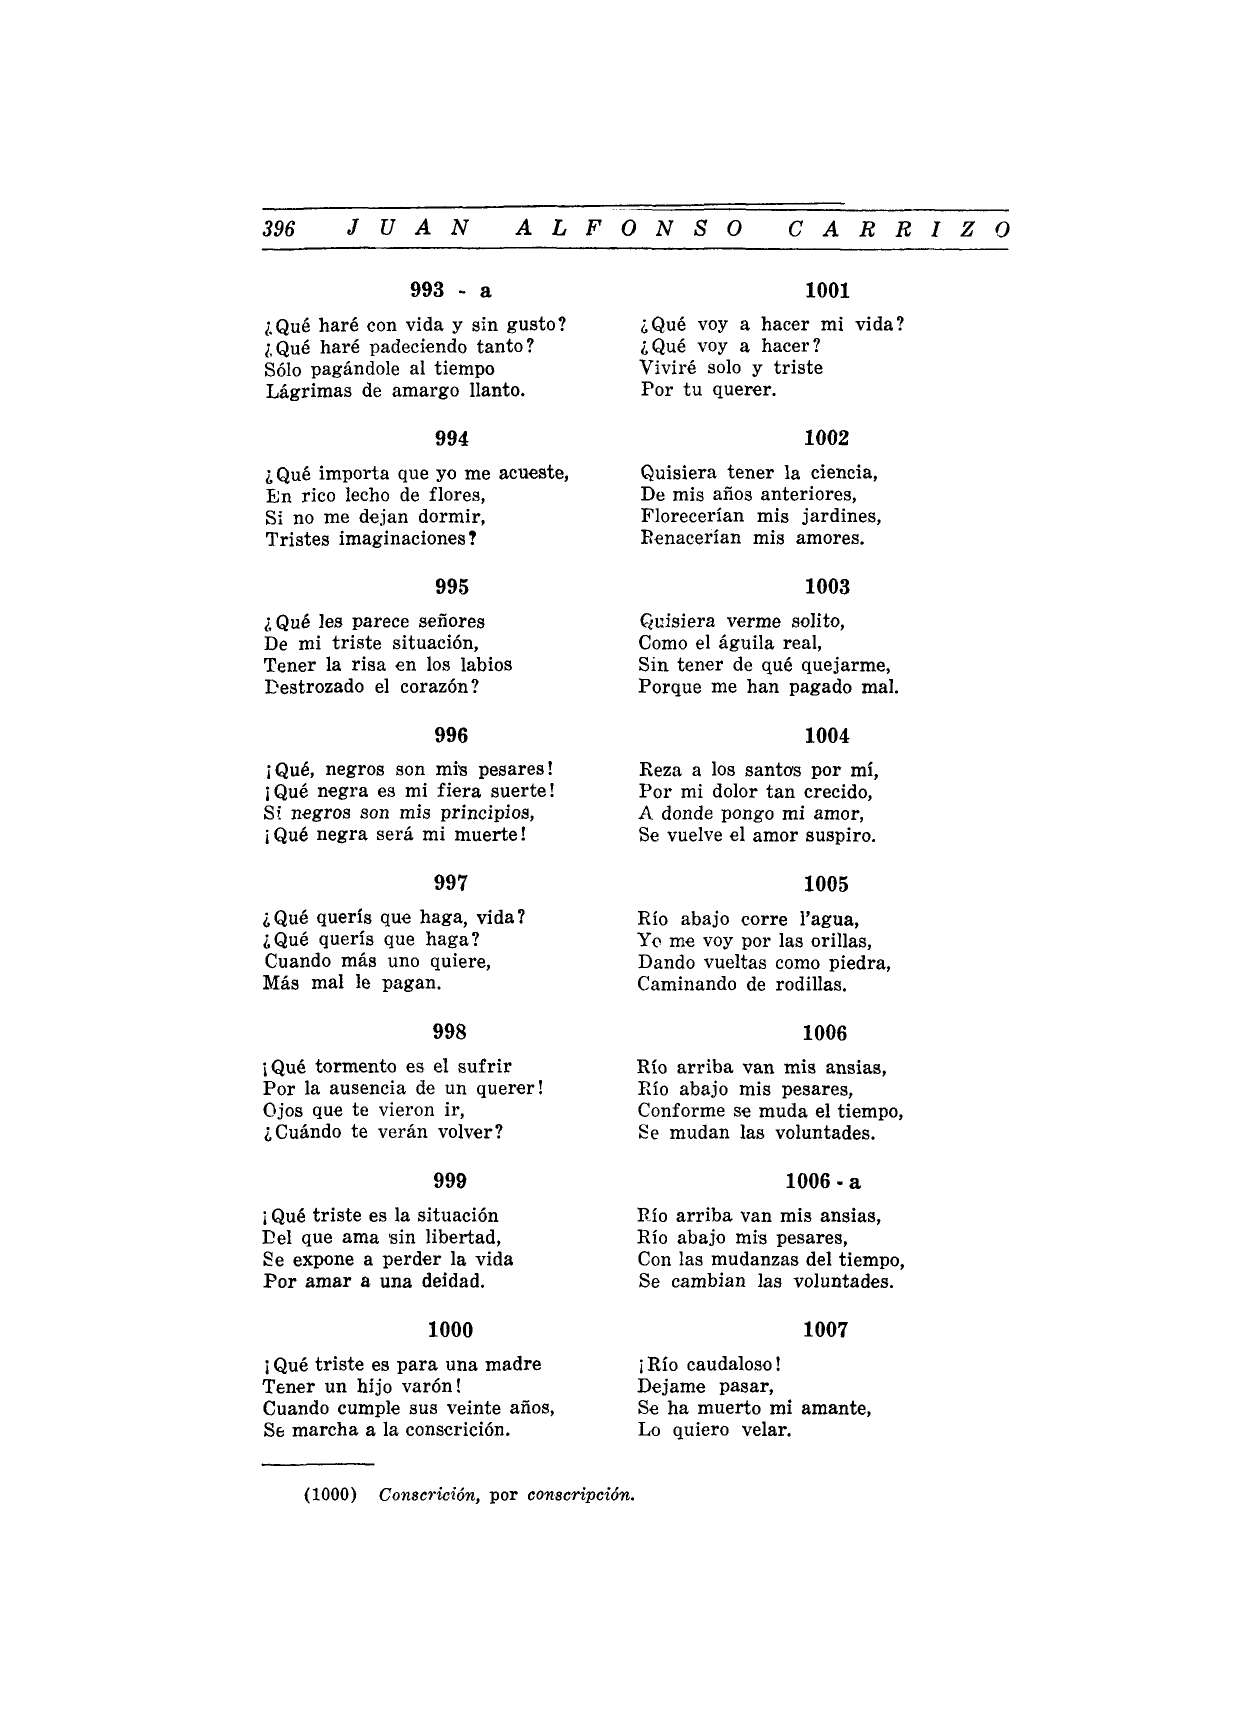 396 JUAN ALFONSO CARRIZO
993 - a
¿Qué haré con vida y sin gusto?
¿Qué haré padeciendo tanto?
Sólo pagándole al tiempo
Lágrimas de amargo llanto.
994
¿Qué importa que yo me acueste,
En rico lecho de flores,
Si no me dejan dormir,
Tristes imaginaciones?
995
¿Qué les parece señores
De mi triste situación,
Tener la risa en los labios
Destrozado el corazón?
996
¡Qué, negros son mis pesares!
¡Qué negra es mi fiera suerte!
Si negros son mis principios,
¡Qué negra será mi muerte!
997
¿Qué querís que haga, vida?
¿Qué querís que haga?
Cuando más uno quiere,
Más mal le pagan.
998
¡Qué tormento es el sufrir
Por la ausencia de un querer!
Ojos que te vieron ir,
¿Cuándo te verán volver?
999
¡Qué triste es la situación
Del que ama sin libertad,
Se expone a perder la vida
Por amar a una deidad.
1000
¡Qué triste es para una madre
Tener un hijo varón!
Cuando cumple sus veinte años,
Se marcha a la conscrición.
1001
¿Qué voy a hacer mi vida?
¿Qué voy a hacer?
Viviré solo y triste
Por tu querer.
1002
Quisiera tener la ciencia,
De mis años anteriores,
Florecerían mis jardines,
Renacerían mis amores.
1003
Quisiera verme solito,
Como el águila real,
Sin tener de qué quejarme,
Porque me han pagado mal.
1004
Reza a los santos por mí,
Por mi dolor tan crecido,
A donde pongo mi amor,
Se vuelve el amor suspiro.
1005
Río abajo corre l'agua,
Yo me voy por las orillas,
Dando vueltas como piedra,
Caminando de rodillas.
1006
Río arriba van mis ansias,
Río abajo mis pesares,
Conforme se muda el tiempo,
Se mudan las voluntades.
1006 - a
Río arriba van mis ansias,
Río abajo mis pesares,
Con las mudanzas del tiempo,
Se cambian las voluntades.
1007
¡Río caudaloso!
Dejame pasar,
Se ha muerto mi amante,
Lo quiero velar.
(1000) Conscrición, por conscripción.